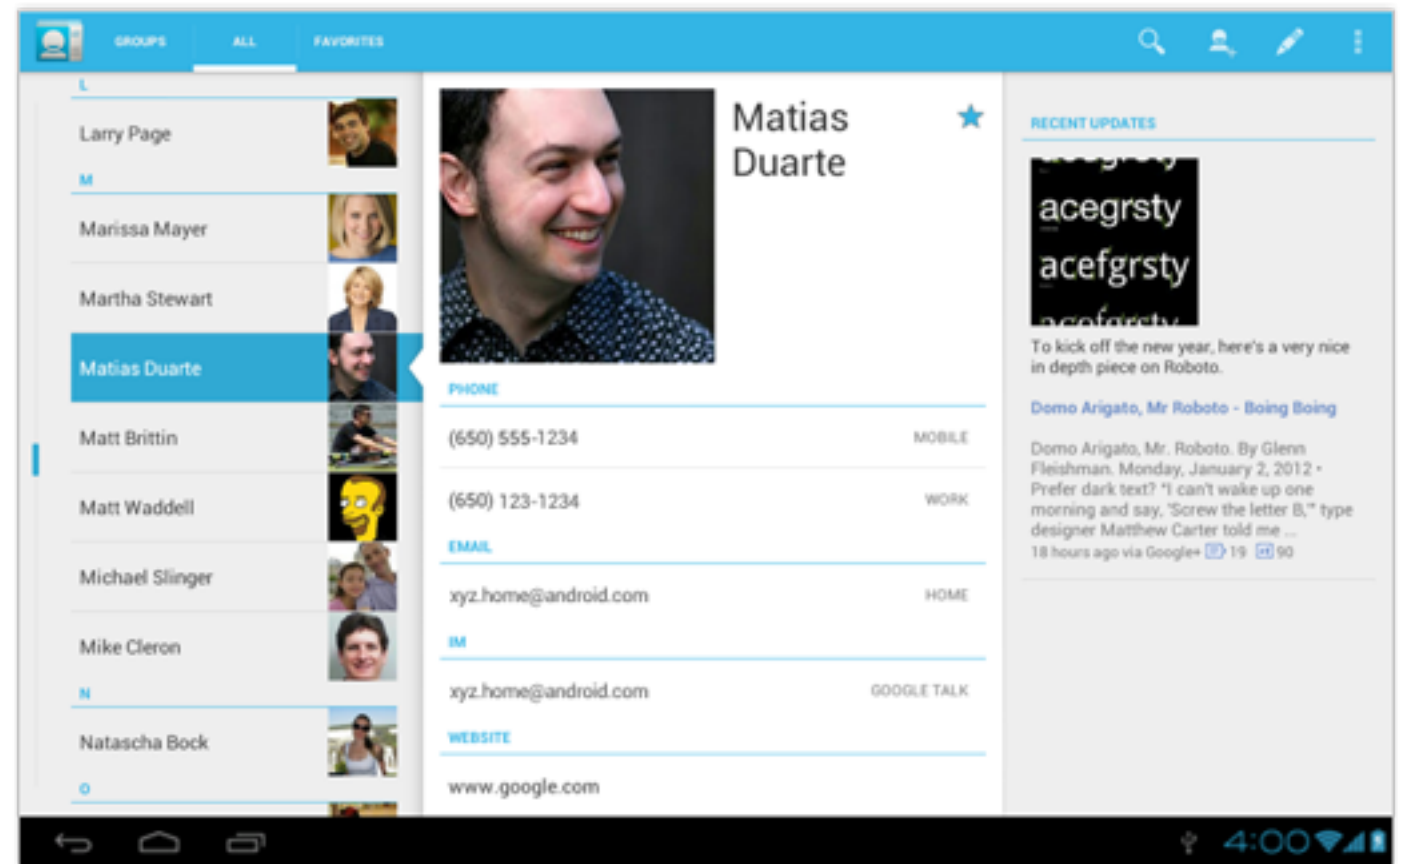 GROUPS
ALL
FAVORITES
L
Larry Page
M
Marissa Mayer
Martha Stewart
Matias Duarte
Matt Brittin
Matt Waddell
Michael Slinger
Mike Cleron
N
Natascha Bock
O
Matias
Duarte
PHONE
(650) 555-1234 MOBILE
(650) 123-1234 WORK
EMAIL
xyz.home@android.com HOME
IM
xyz.home@android.com GOOGLE TALK
WEBSITE
www.google.com
RECENT UPDATES
acegrsty
acefgrsty
To kick off the new year, here's a very nice
in depth piece on Roboto.
Domo Arigato, Mr Roboto - Boing Boing
Domo Arigato, Mr. Roboto. By Glenn
Fleishman. Monday, January 2, 2012 •
Prefer dark text? "I can't wake up one
morning and say, 'Screw the letter B,'" type
designer Matthew Carter told me ...
18 hours ago via Google+ 19 90
4:00